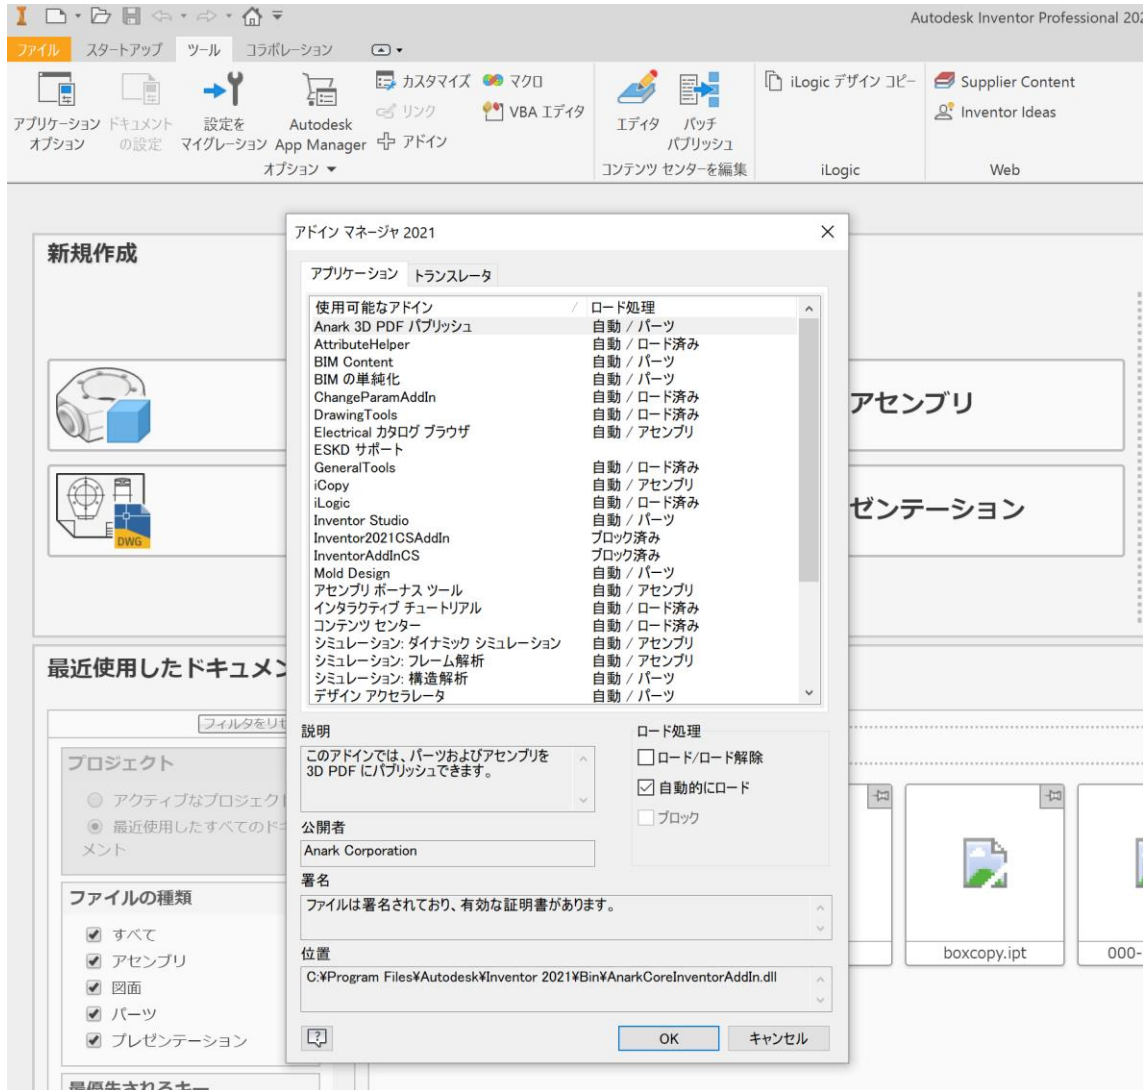 Autodesk Inventor Professional 202
ファイル スタートアップ ツール コラボレーション
アプリケーション オプション
ドキュメント の設定
設定を マイグレーション
Autodesk App Manager
カスタマイズ
リンク
アドイン
マクロ
VBA エディタ
オプション
エディタ
バッチ パブリッシュ
コンテンツ センターを編集
iLogic デザイン コピー
iLogic
Supplier Content
Inventor Ideas
Web
新規作成
DWG
アセンブリ
ゼンテーション
アドイン マネージャ 2021
アプリケーション トランスレータ
使用可能なアドイン / ロード処理
Anark 3D PDF パブリッシュ 自動 / パーツ
AttributeHelper 自動 / ロード済み
BIM Content 自動 / パーツ
BIM の単純化 自動 / パーツ
ChangeParamAddIn 自動 / ロード済み
DrawingTools 自動 / ロード済み
Electrical カタログ ブラウザ 自動 / アセンブリ
ESKD サポート
GeneralTools 自動 / ロード済み
iCopy 自動 / アセンブリ
iLogic 自動 / ロード済み
Inventor Studio 自動 / パーツ
Inventor2021CSAddIn ブロック済み
InventorAddInCS ブロック済み
Mold Design 自動 / パーツ
アセンブリ ボーナス ツール 自動 / アセンブリ
インタラクティブ チュートリアル 自動 / ロード済み
コンテンツ センター 自動 / ロード済み
シミュレーション: ダイナミック シミュレーション 自動 / アセンブリ
シミュレーション: フレーム解析 自動 / アセンブリ
シミュレーション: 構造解析 自動 / パーツ
デザイン アクセラレータ 自動 / パーツ
説明
このアドインでは、パーツおよびアセンブリを
3D PDF にパブリッシュできます。
ロード処理
ロード/ロード解除
自動的にロード
ブロック
公開者
Anark Corporation
署名
ファイルは署名されており、有効な証明書があります。
位置
C:¥Program Files¥Autodesk¥Inventor 2021¥Bin¥AnarkCoreInventorAddIn.dll
OK キャンセル
最近使用したドキュメン
フィルタをリセ
プロジェクト
アクティブなプロジェクト
最近使用したすべてのドキ
メント
ファイルの種類
すべて
アセンブリ
図面
パーツ
プレゼンテーション
最優先されるキー
boxcopy.ipt
000-